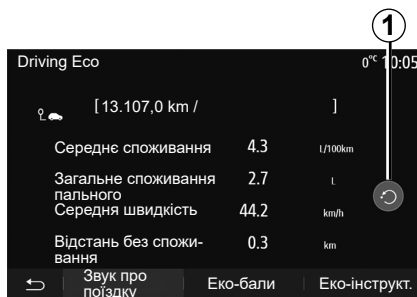 1
Driving Eco 0°C 10:05
[13.107,0 km / ]
Середнє споживання 4.3 L/100km
Загальне споживання
пального 2.7 L
Середня швидкість 44.2 km/h
Відстань без спожи-
вання 0.3 km
Звук про
поїздку Еко-бали Еко-інструкт.